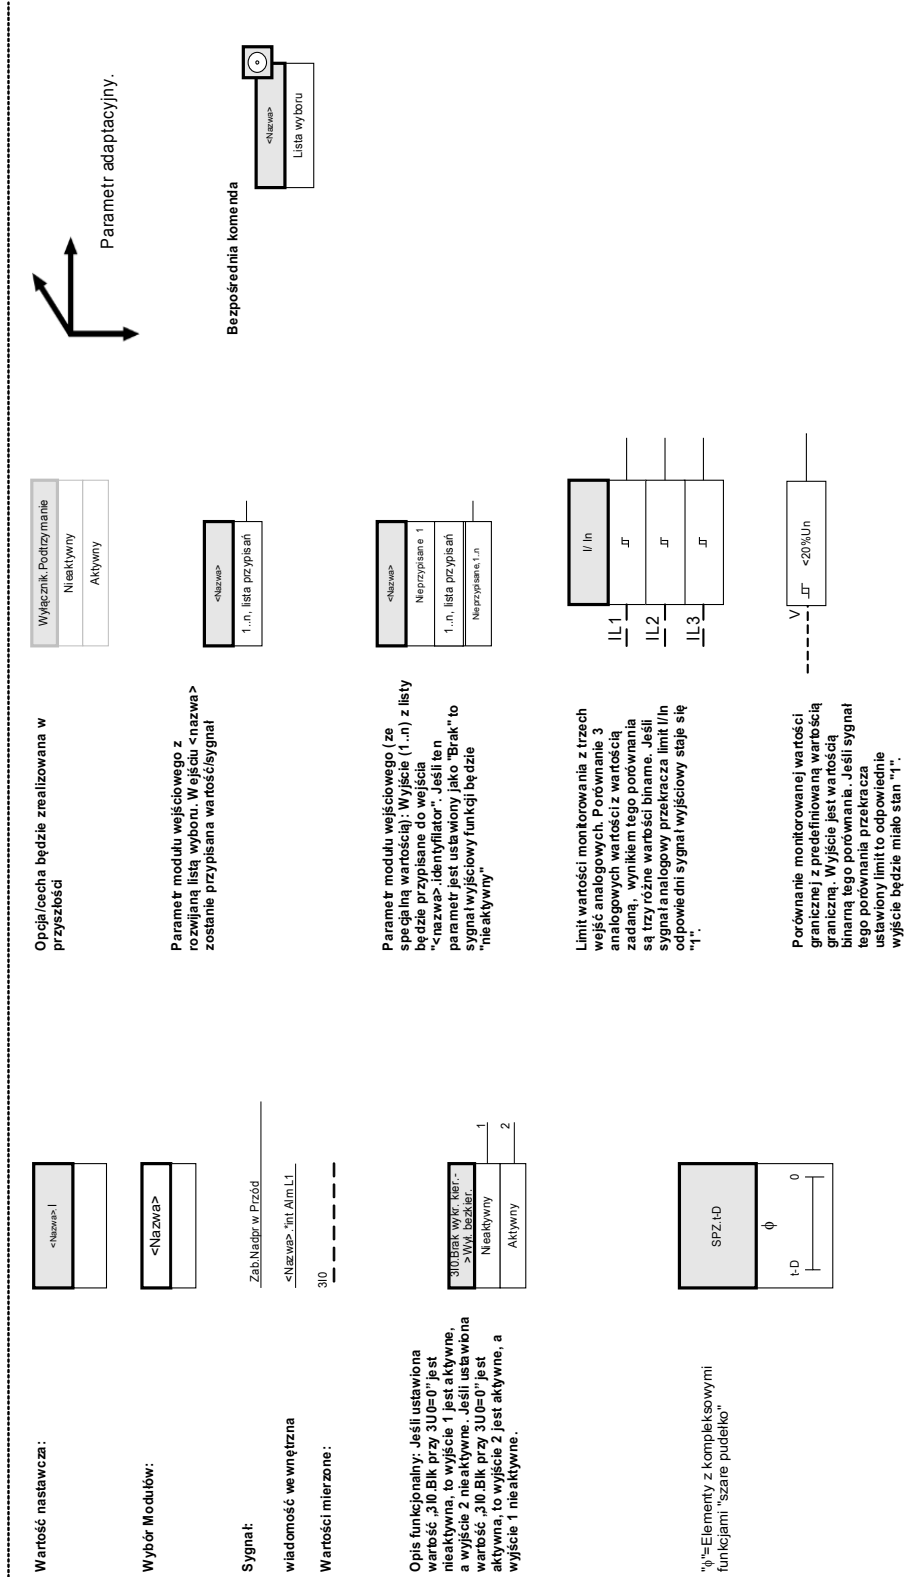 Wartość nastawcza:
<Nazwa>.I
Wybór Modułów:
<Nazwa>
Sygnał:
Zab.Nadpr w Przód
wiadomość wewnętrzna
<Nazwa>.*int Alm L1
Wartości mierzone:
3I0
Opis funkcjonalny: Jeśli ustawiona
wartość „3I0.Blk przy 3U0=0” jest
nieaktywna, to wyjście 1 jest aktywne,
a wyjście 2 nieaktywne. Jeśli ustawiona
wartość „3I0.Blk przy 3U0=0” jest
aktywna, to wyjście 2 jest aktywne, a
wyjście 1 nieaktywne.
3I0.Brak wykr. kier.-
>Wył. bezkier.
Nieaktywny
1
Aktywny
2
"ϕ"=Elementy z kompleksowymi
funkcjami "szare pudełko"
SPZ.t-D
ϕ
t-D
0
Opcja/cecha będzie zrealizowana w
przyszłości
Wyłącznik.Podtrzymanie
Nieaktywny
Aktywny
Parametr modułu wejściowego z
rozwijaną listą wyboru. W ejściu <nazwa>
zostanie przypisana wartość/sygnał
<Nazwa>
1..n, lista przypisań
Parametr modułu wejściowego (ze
specjalną wartością): Wyjście (1..n) z listy
będzie przypisane do wejścia
"<nazwa>.identyfilator". Jeśli ten
parametr jest ustawiony jako "Brak" to
sygnał wyjściowy funkcji będzie
"nieaktywny"
<Nazwa>
Nieprzypisane 1
1..n, lista przypisań
Nieprzypisane,1..n
Limit wartości monitorowania z trzech
wejść analogowych. Porównanie 3
analogowych wartości z wartością
zadaną, wynikiem tego porównania
są trzy różne wartości biname. Jeśli
sygnał analogowy przekracza limit I/In
odpowiedni sygnał wyjściowy staje się
"1".
I/ In
IL1
IL2
IL3
Porównanie monitorowanej wartości
granicznej z predefiniowaną wartością
graniczną. Wyjście jest wartością
binarną tego porównania. Jeśli sygnał
tego porównania przekracza
ustawiony limit to odpowiednie
wyjście będzie miało stan "1".
V
<20%Un
Parametr adaptacyjny.
Bezpośrednia komenda
<Nazwa>
Lista wyboru